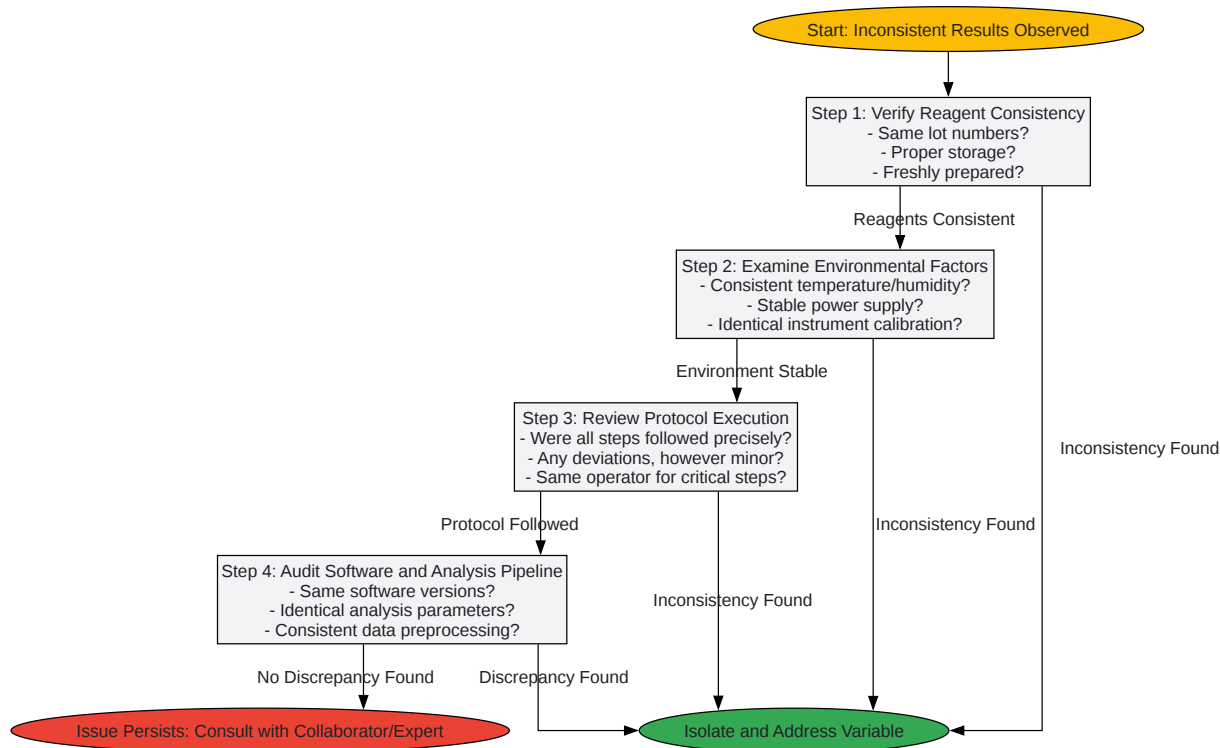 Start: Inconsistent Results Observed
Step 1: Verify Reagent Consistency
- Same lot numbers?
- Proper storage?
- Freshly prepared?
Reagents Consistent
Step 2: Examine Environmental Factors
- Consistent temperature/humidity?
- Stable power supply?
- Identical instrument calibration?
Environment Stable
Step 3: Review Protocol Execution
- Were all steps followed precisely?
- Any deviations, however minor?
- Same operator for critical steps?
Inconsistency Found
Protocol Followed
Inconsistency Found
Step 4: Audit Software and Analysis Pipeline
- Same software versions?
- Identical analysis parameters?
- Consistent data preprocessing?
Inconsistency Found
No Discrepancy Found
Discrepancy Found
Issue Persists: Consult with Collaborator/Expert
Isolate and Address Variable